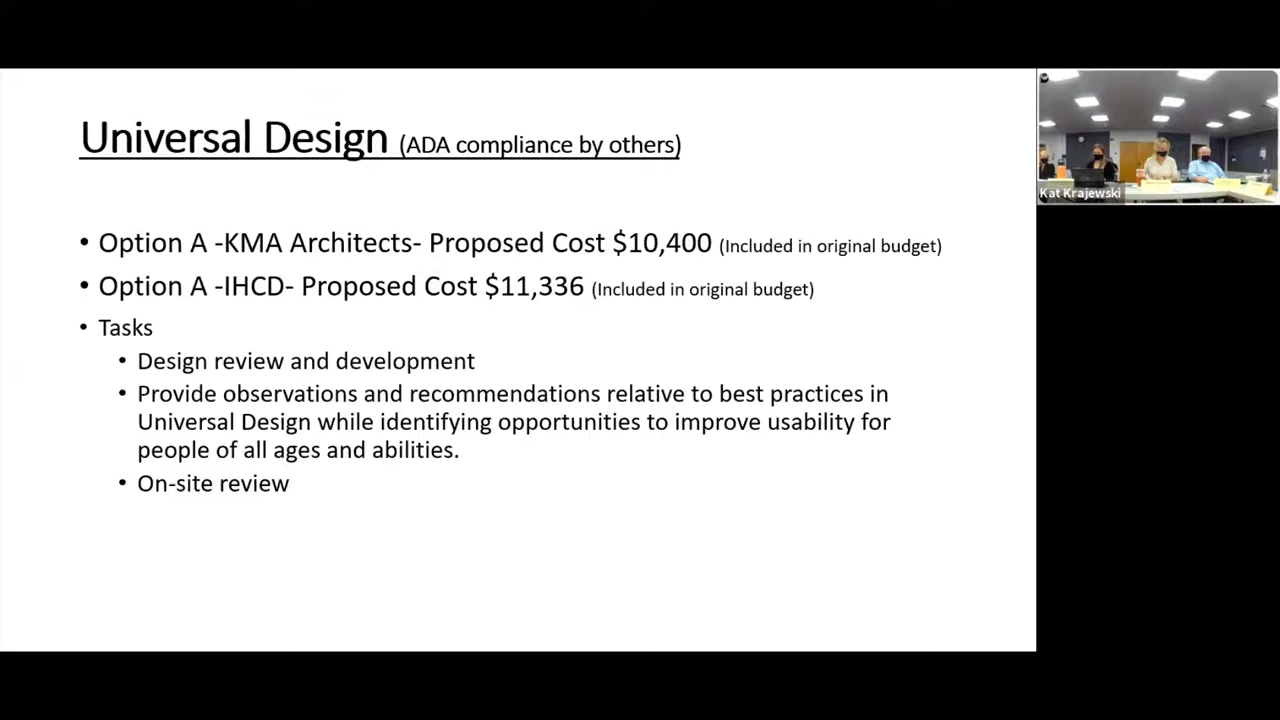 Universal Design (ADA compliance by others)
• Option A -KMA Architects- Proposed Cost $10,400 (Included in original budget)
• Option A -IHCD- Proposed Cost $11,336 (Included in original budget)
• Tasks
• Design review and development
• Provide observations and recommendations relative to best practices in
Universal Design while identifying opportunities to improve usability for
people of all ages and abilities.
• On-site review
Kat Krajewski